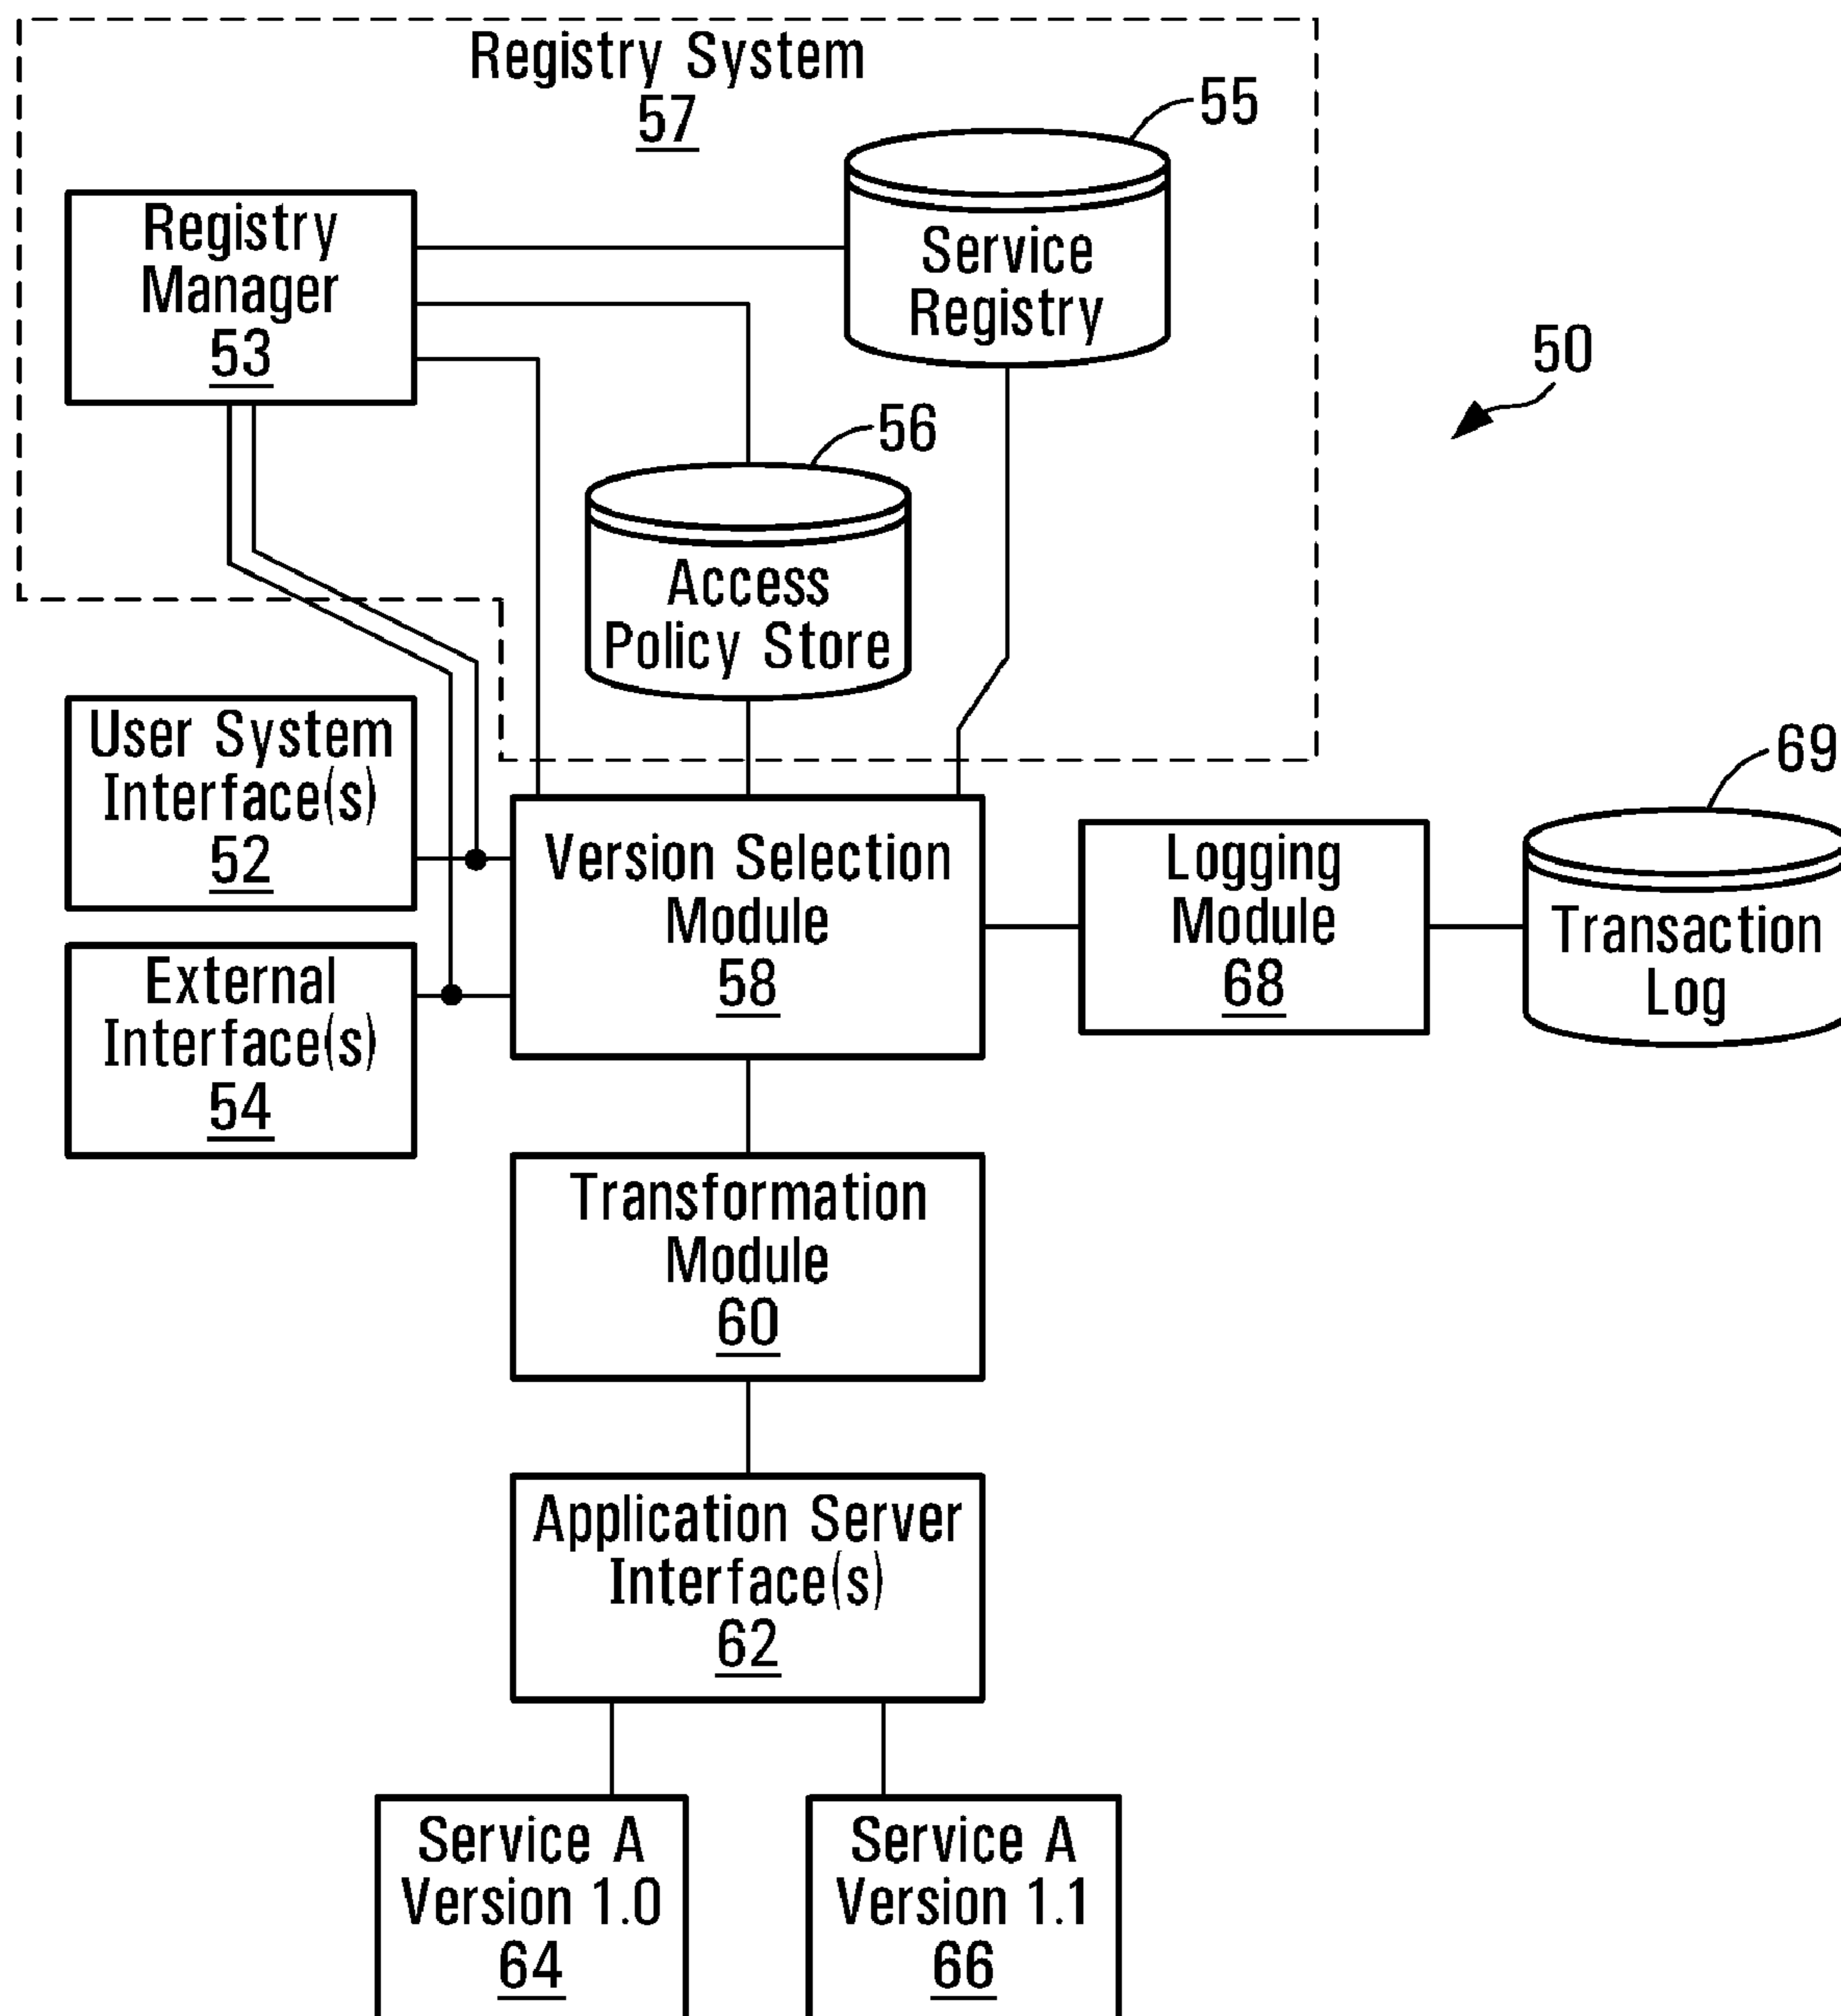 Registry System
57
55
Registry
Manager
53
Service
Registry
50
56
Access
Policy Store
User System
Interface(s)
52
69
Version Selection
Module
58
Logging
Module
68
Transaction
Log
External
Interface(s)
54
Transformation
Module
60
Application Server
Interface(s)
62
Service A
Version 1.0
64
Service A
Version 1.1
66